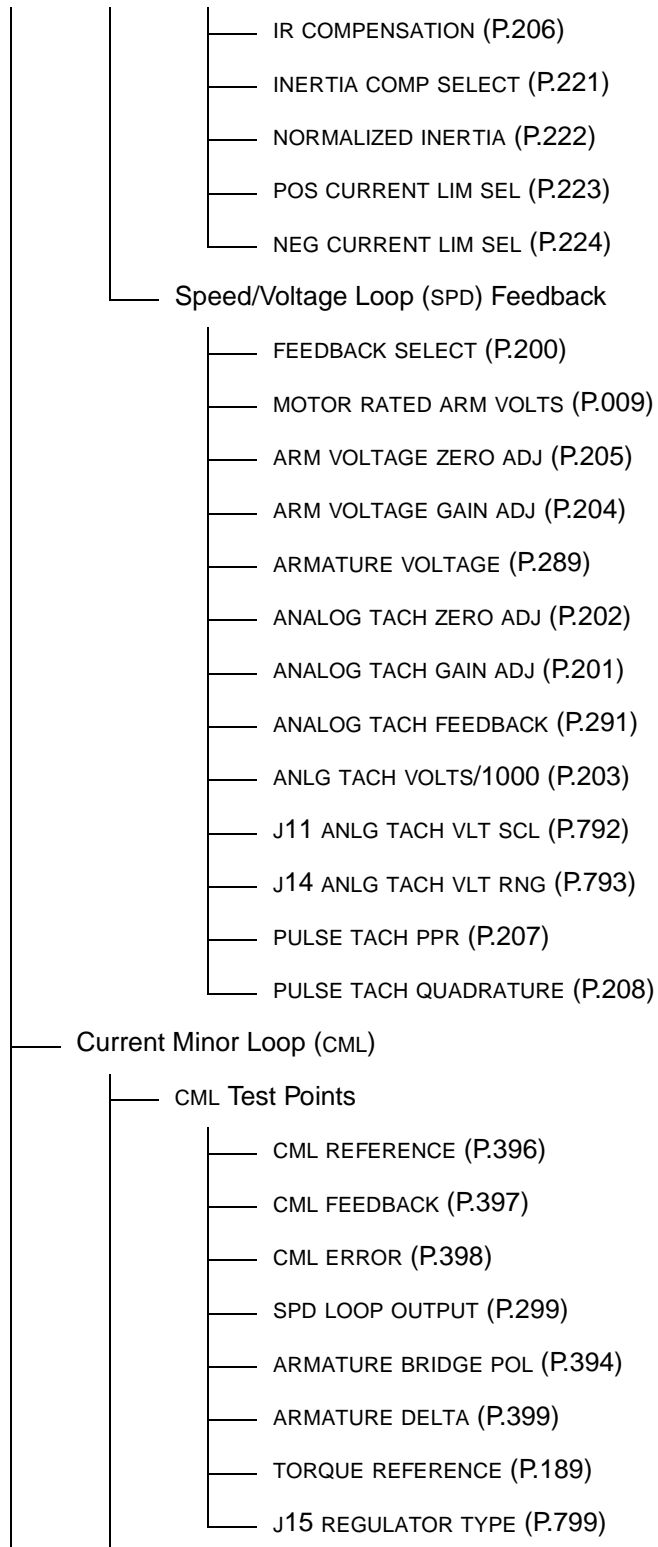 IR COMPENSATION (P.206)
INERTIA COMP SELECT (P.221)
NORMALIZED INERTIA (P.222)
POS CURRENT LIM SEL (P.223)
NEG CURRENT LIM SEL (P.224)
Speed/Voltage Loop (SPD) Feedback
FEEDBACK SELECT (P.200)
MOTOR RATED ARM VOLTS (P.009)
ARM VOLTAGE ZERO ADJ (P.205)
ARM VOLTAGE GAIN ADJ (P.204)
ARMATURE VOLTAGE (P.289)
ANALOG TACH ZERO ADJ (P.202)
ANALOG TACH GAIN ADJ (P.201)
ANALOG TACH FEEDBACK (P.291)
ANLG TACH VOLTS/1000 (P.203)
J11 ANLG TACH VLT SCL (P.792)
J14 ANLG TACH VLT RNG (P.793)
PULSE TACH PPR (P.207)
PULSE TACH QUADRATURE (P.208)
Current Minor Loop (CML)
CML Test Points
CML REFERENCE (P.396)
CML FEEDBACK (P.397)
CML ERROR (P.398)
SPD LOOP OUTPUT (P.299)
ARMATURE BRIDGE POL (P.394)
ARMATURE DELTA (P.399)
TORQUE REFERENCE (P.189)
J15 REGULATOR TYPE (P.799)